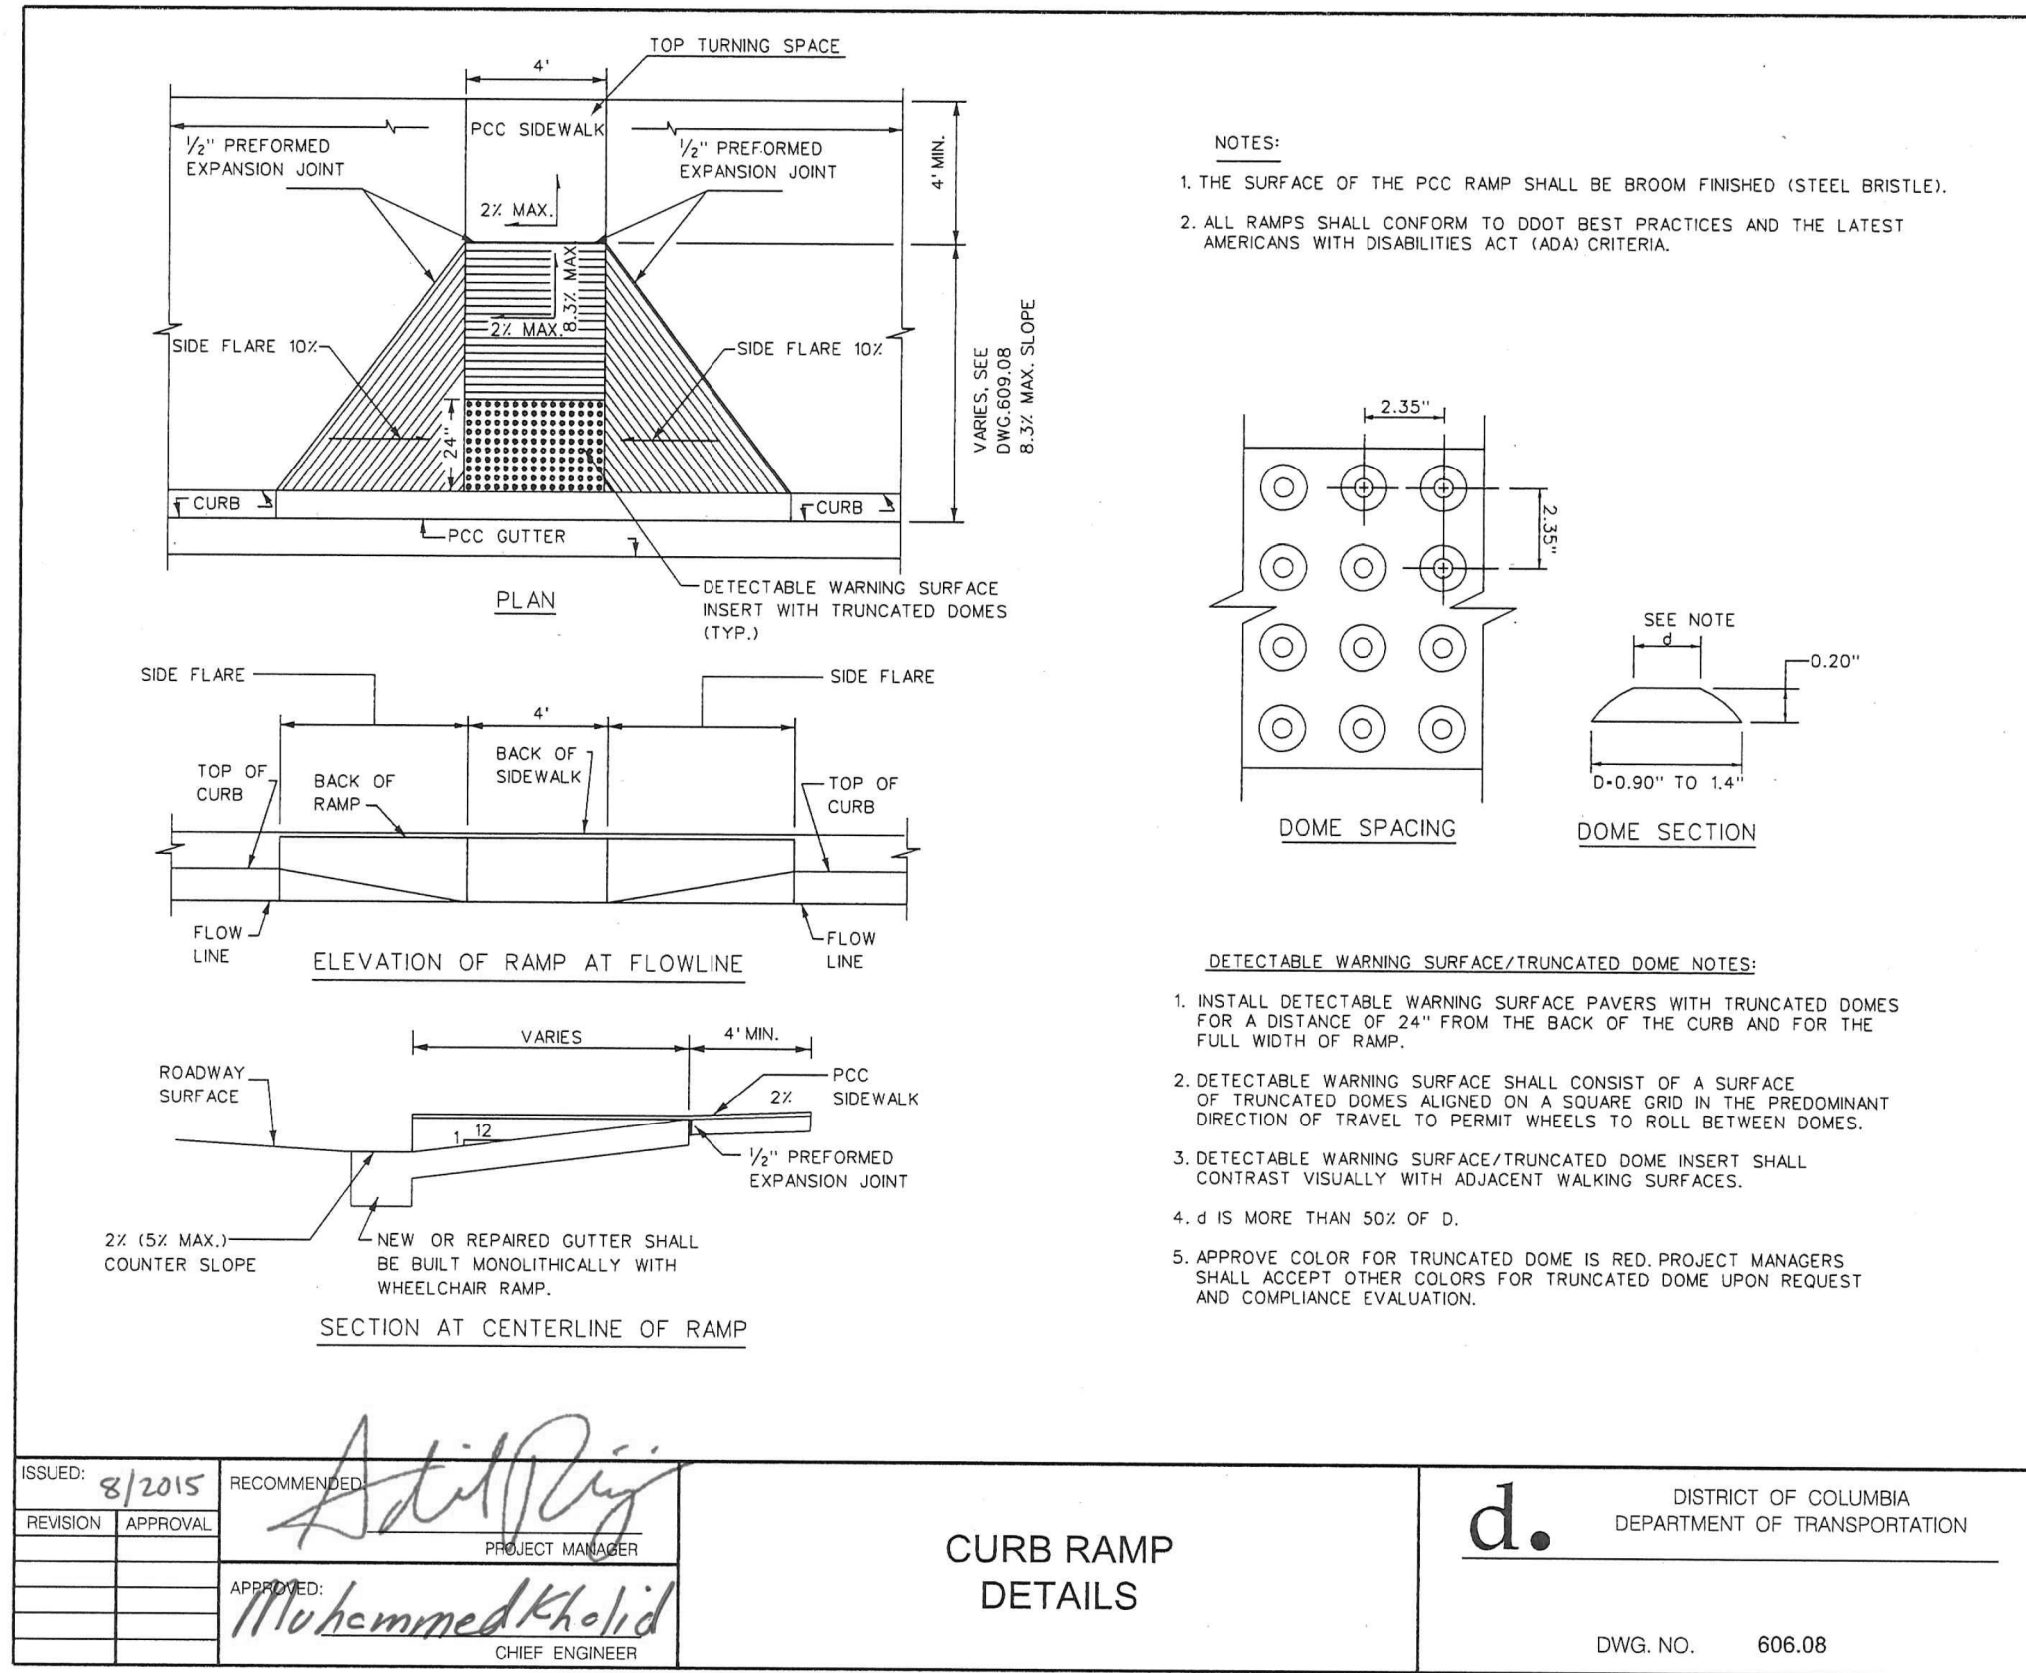 TOP TURNING SPACE
4'
PCC SIDEWALK
1/2" PREFORMED
EXPANSION JOINT
1/2" PREFORMED
EXPANSION JOINT
4' MIN.
2% MAX.
8.3% MAX
2% MAX.
SIDE FLARE 10%
SIDE FLARE 10%
24"
VARIES, SEE
DWG.609.08
8.3% MAX. SLOPE
CURB
CURB
PCC GUTTER
DETECTABLE WARNING SURFACE
INSERT WITH TRUNCATED DOMES
(TYP.)
PLAN
SIDE FLARE
SIDE FLARE
4'
TOP OF
CURB
BACK OF
RAMP
BACK OF
SIDEWALK
TOP OF
CURB
FLOW
LINE
FLOW
LINE
ELEVATION OF RAMP AT FLOWLINE
VARIES
4' MIN.
ROADWAY
SURFACE
PCC
SIDEWALK
2%
12
1
1/2" PREFORMED
EXPANSION JOINT
2% (5% MAX.)
COUNTER SLOPE
NEW OR REPAIRED GUTTER SHALL
BE BUILT MONOLITHICALLY WITH
WHEELCHAIR RAMP.
SECTION AT CENTERLINE OF RAMP
NOTES:
1. THE SURFACE OF THE PCC RAMP SHALL BE BROOM FINISHED (STEEL BRISTLE).
2. ALL RAMPS SHALL CONFORM TO DDOT BEST PRACTICES AND THE LATEST
AMERICANS WITH DISABILITIES ACT (ADA) CRITERIA.
2.35"
2.35"
DOME SPACING
SEE NOTE
d
0.20"
D=0.90" TO 1.4"
DOME SECTION
DETECTABLE WARNING SURFACE/TRUNCATED DOME NOTES:
1. INSTALL DETECTABLE WARNING SURFACE PAVERS WITH TRUNCATED DOMES
FOR A DISTANCE OF 24" FROM THE BACK OF THE CURB AND FOR THE
FULL WIDTH OF RAMP.
2. DETECTABLE WARNING SURFACE SHALL CONSIST OF A SURFACE
OF TRUNCATED DOMES ALIGNED ON A SQUARE GRID IN THE PREDOMINANT
DIRECTION OF TRAVEL TO PERMIT WHEELS TO ROLL BETWEEN DOMES.
3. DETECTABLE WARNING SURFACE/TRUNCATED DOME INSERT SHALL
CONTRAST VISUALLY WITH ADJACENT WALKING SURFACES.
4. d IS MORE THAN 50% OF D.
5. APPROVE COLOR FOR TRUNCATED DOME IS RED. PROJECT MANAGERS
SHALL ACCEPT OTHER COLORS FOR TRUNCATED DOME UPON REQUEST
AND COMPLIANCE EVALUATION.
ISSUED: 8/2015
REVISION APPROVAL
RECOMMENDED:
PROJECT MANAGER
APPROVED:
Muhammed Khalid
CHIEF ENGINEER
CURB RAMP
DETAILS
d.
DISTRICT OF COLUMBIA
DEPARTMENT OF TRANSPORTATION
DWG. NO. 606.08